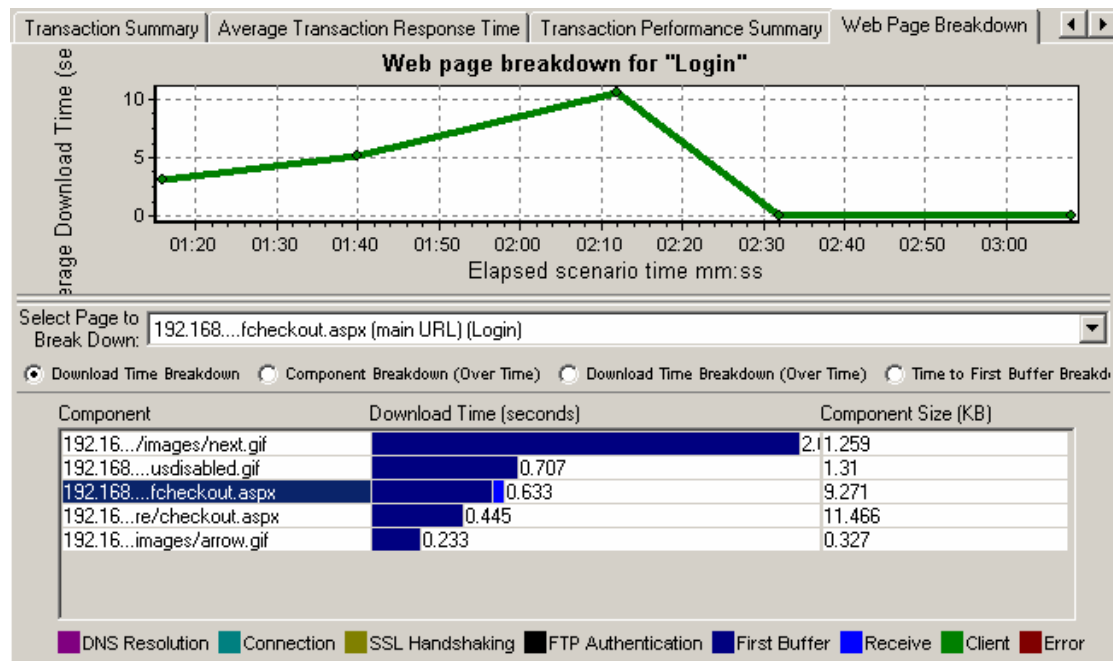 Transaction Summary Average Transaction Response Time Transaction Performance Summary Web Page Breakdown
Web page breakdown for "Login"
erage Download Time (se
10
5
0
01:20 01:30 01:40 01:50 02:00 02:10 02:20 02:30 02:40 02:50 03:00
Elapsed scenario time mm:ss
Select Page to
Break Down:
192.168....fcheckout.aspx (main URL) (Login)
Download Time Breakdown Component Breakdown (Over Time) Download Time Breakdown (Over Time) Time to First Buffer Breakd
Component Download Time (seconds) Component Size (KB)
192.16.../images/next.gif 2. 1.259
192.168....usdisabled.gif 0.707 1.31
192.168....fcheckout.aspx 0.633 9.271
192.16...re/checkout.aspx 0.445 11.466
192.16...images/arrow.gif 0.233 0.327
DNS Resolution Connection SSL Handshaking FTP Authentication First Buffer Receive Client Error